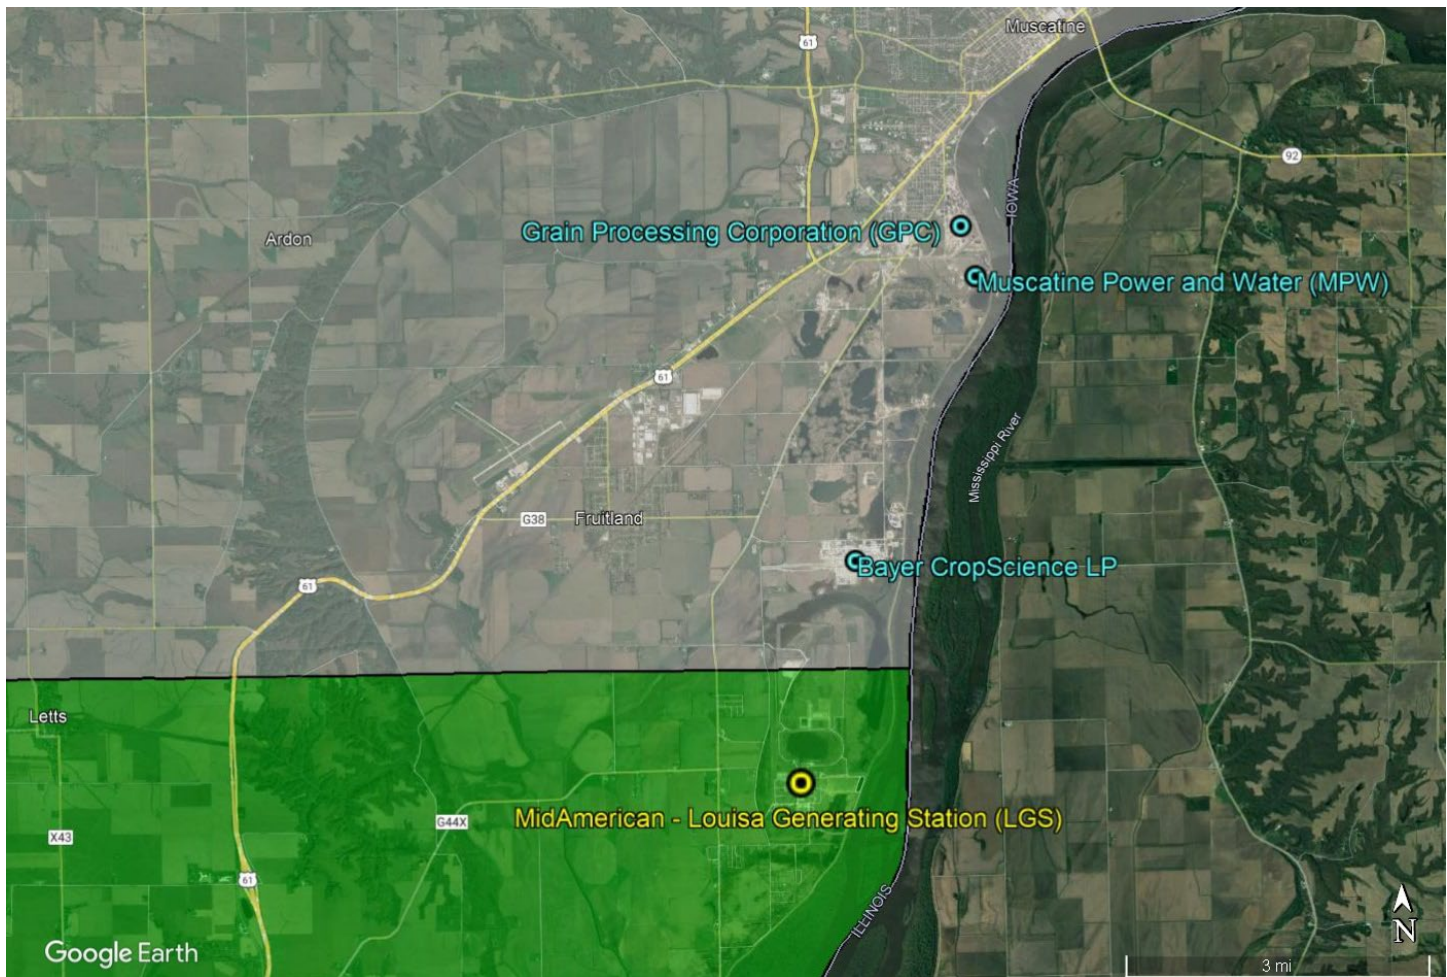 Muscatine
61
92
IOWA
Grain Processing Corporation (GPC)
Ardon
Muscatine Power and Water (MPW)
61
Mississippi River
G38
Fruitland
Bayer CropScience LP
61
Letts
MidAmerican - Louisa Generating Station (LGS)
G44X
X43
61
ILLINOIS
N
Google Earth
3 mi